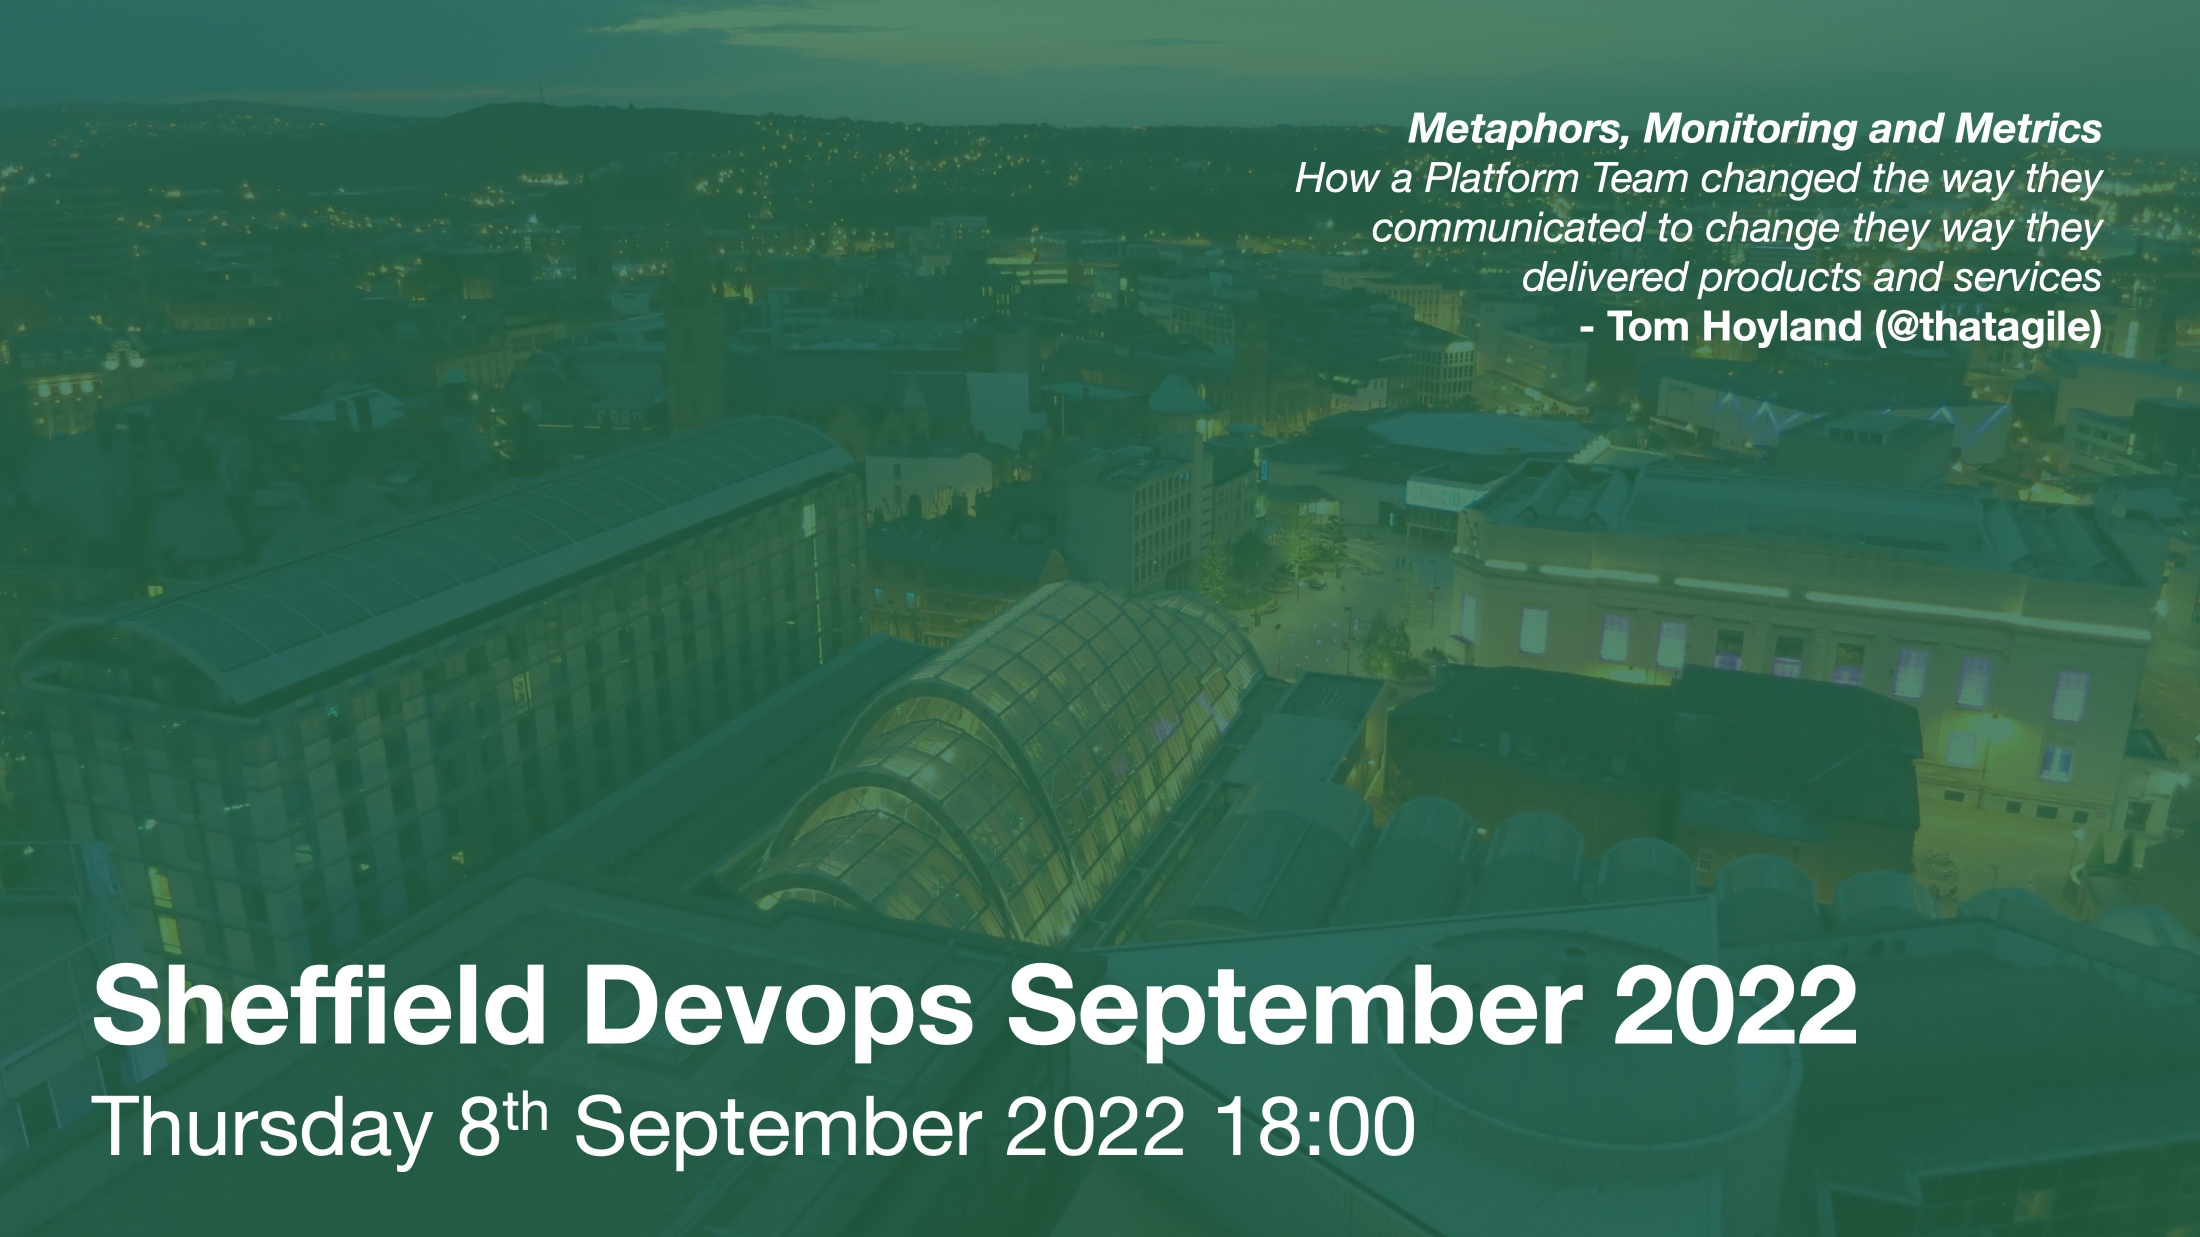 Metaphors, Monitoring and Metrics
How a Platform Team changed the way they
communicated to change they way they
delivered products and services
- Tom Hoyland (@thatagile)
Sheffield Devops September 2022
Thursday 8th September 2022 18:00